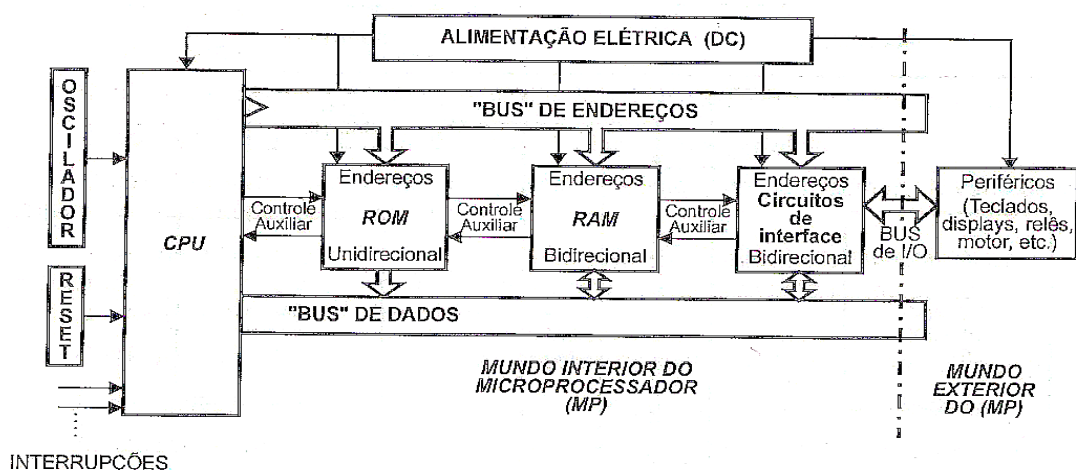 ALIMENTAÇÃO ELÉTRICA (DC)
OSCILADOR
"BUS" DE ENDEREÇOS
CPU
Controle
Auxiliar
Endereços
ROM
Unidirecional
Controle
Auxiliar
Endereços
RAM
Bidirecional
Controle
Auxiliar
Endereços
Circuitos
de
interface
Bidirecional
BUS
de I/O
Periféricos
(Teclados,
displays, relês,
motor, etc.)
RESET
"BUS" DE DADOS
MUNDO INTERIOR DO
MICROPROCESSADOR
(MP)
MUNDO
EXTERIOR
DO (MP)
INTERRUPCÕES